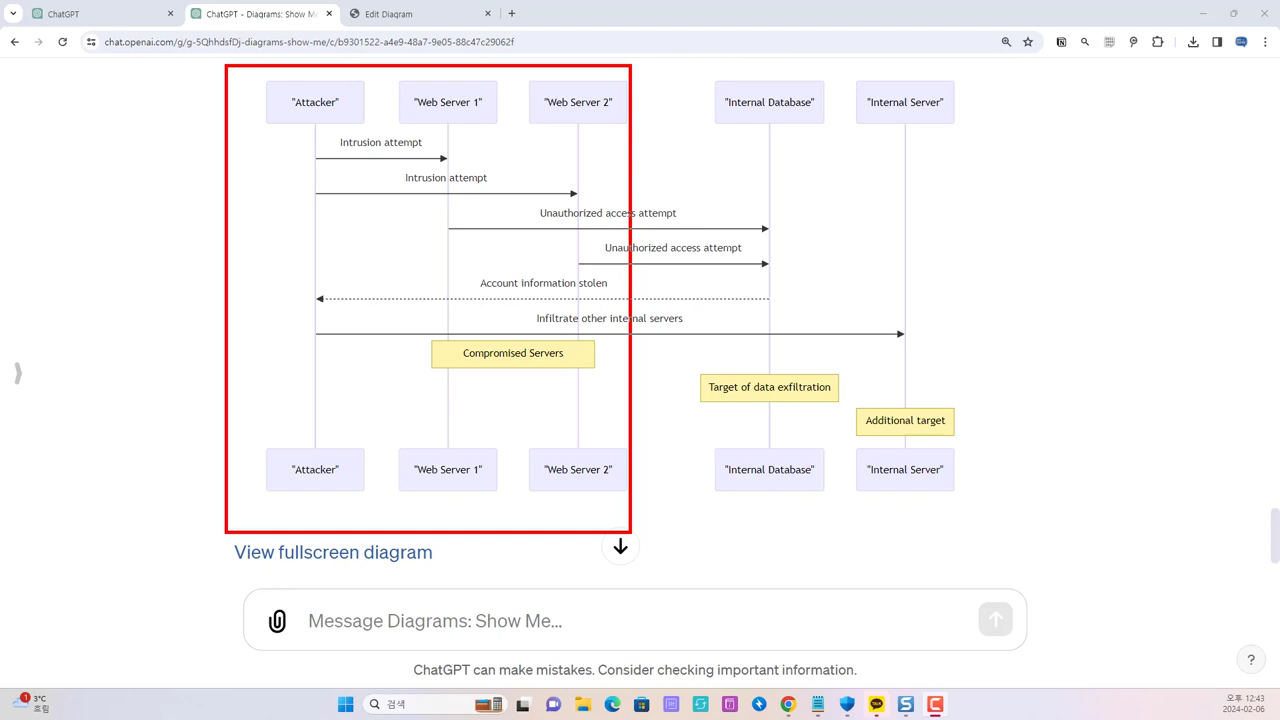 ChatGPT
ChatGPT - Diagrams: Show Me
Edit Diagram
chat.openai.com/g/g-5QhhdsfDj-diagrams-show-me/c/b9301522-a4e9-48a7-9e05-88c47c29062f
"Attacker" "Web Server 1" "Web Server 2" "Internal Database" "Internal Server"
Intrusion attempt
Intrusion attempt
Unauthorized access attempt
Unauthorized access attempt
Account information stolen
Infiltrate other internal servers
Compromised Servers
Target of data exfiltration
Additional target
"Attacker" "Web Server 1" "Web Server 2" "Internal Database" "Internal Server"
View fullscreen diagram
Message Diagrams: Show Me...
ChatGPT can make mistakes. Consider checking important information.
?
1
3°C
흐림
검색
TALK
오후 12:43
2024-02-06